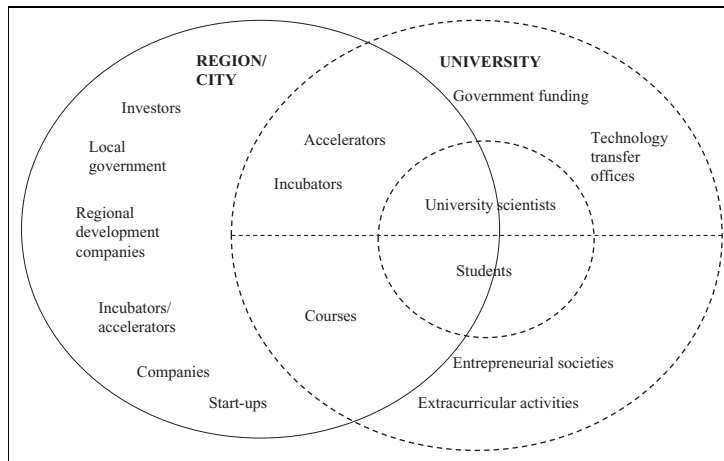 REGION/
CITY
UNIVERSITY
Investors
Government funding
Accelerators
Local
government
Technology
transfer
offices
Incubators
University scientists
Regional
development
companies
Students
Incubators/
accelerators
Courses
Companies
Entrepreneurial societies
Start-ups
Extracurricular activities